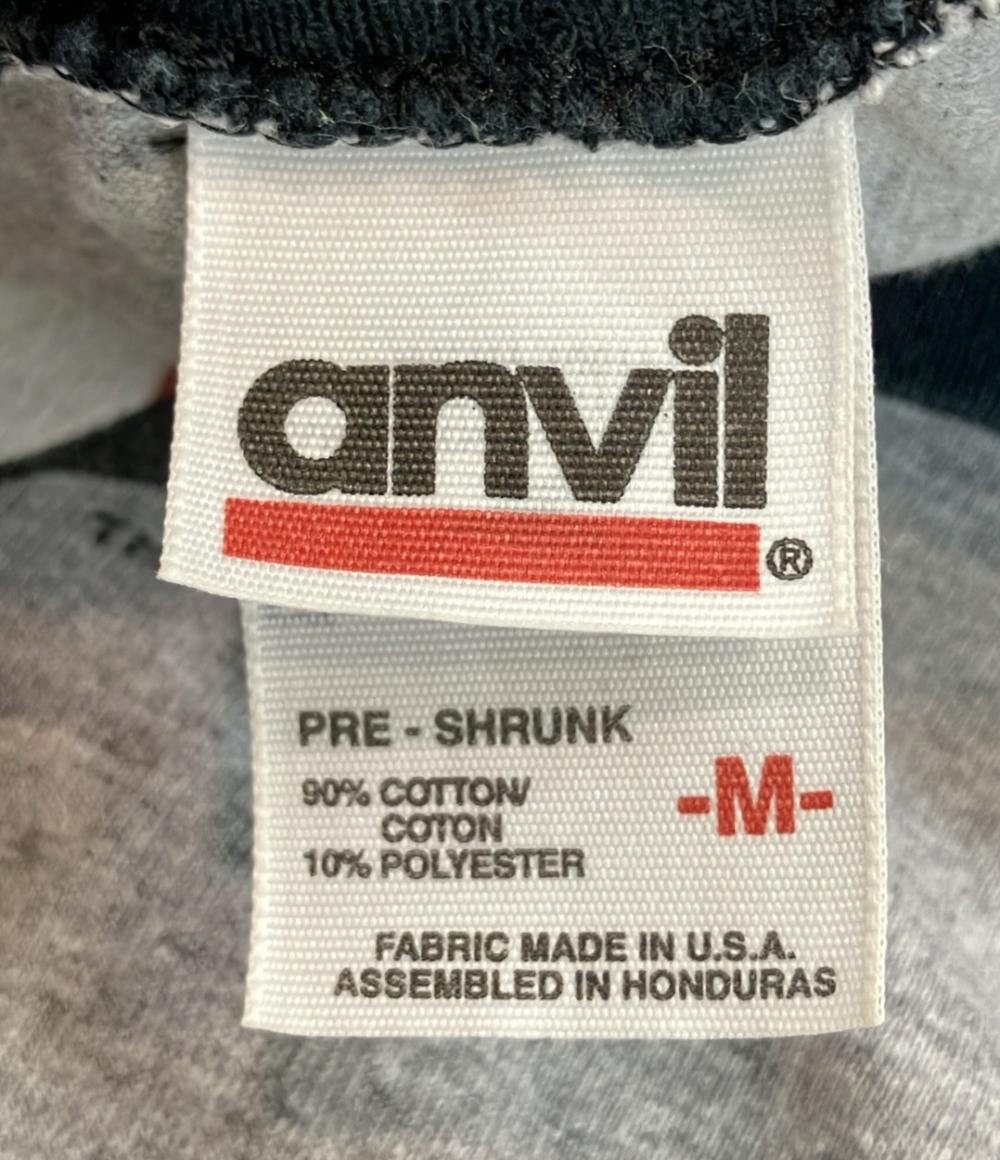 anvil
®
PRE - SHRUNK
90% COTTON/
COTON
10% POLYESTER
-M-
FABRIC MADE IN U.S.A.
ASSEMBLED IN HONDURAS